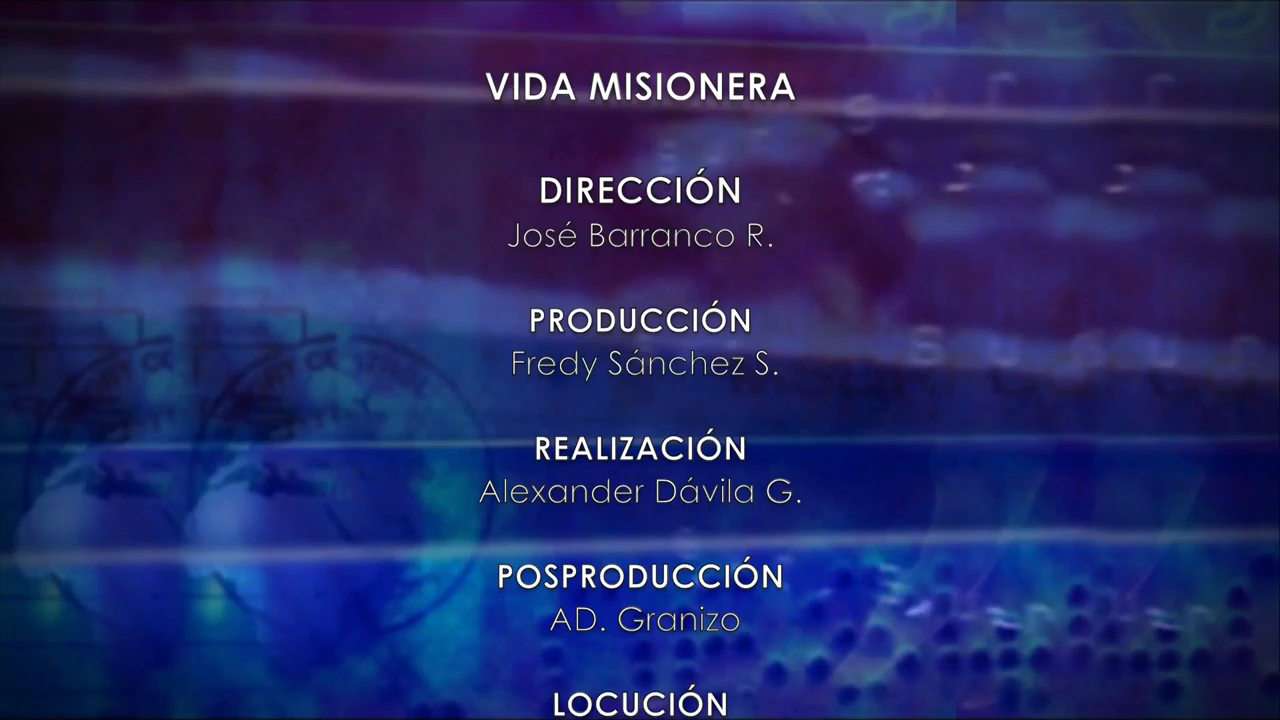 VIDA MISIONERA
DIRECCIÓN
José Barranco R.
PRODUCCIÓN
Fredy Sánchez S.
REALIZACIÓN
Alexander Dávila G.
POSPRODUCCIÓN
AD. Granizo
LOCUCIÓN